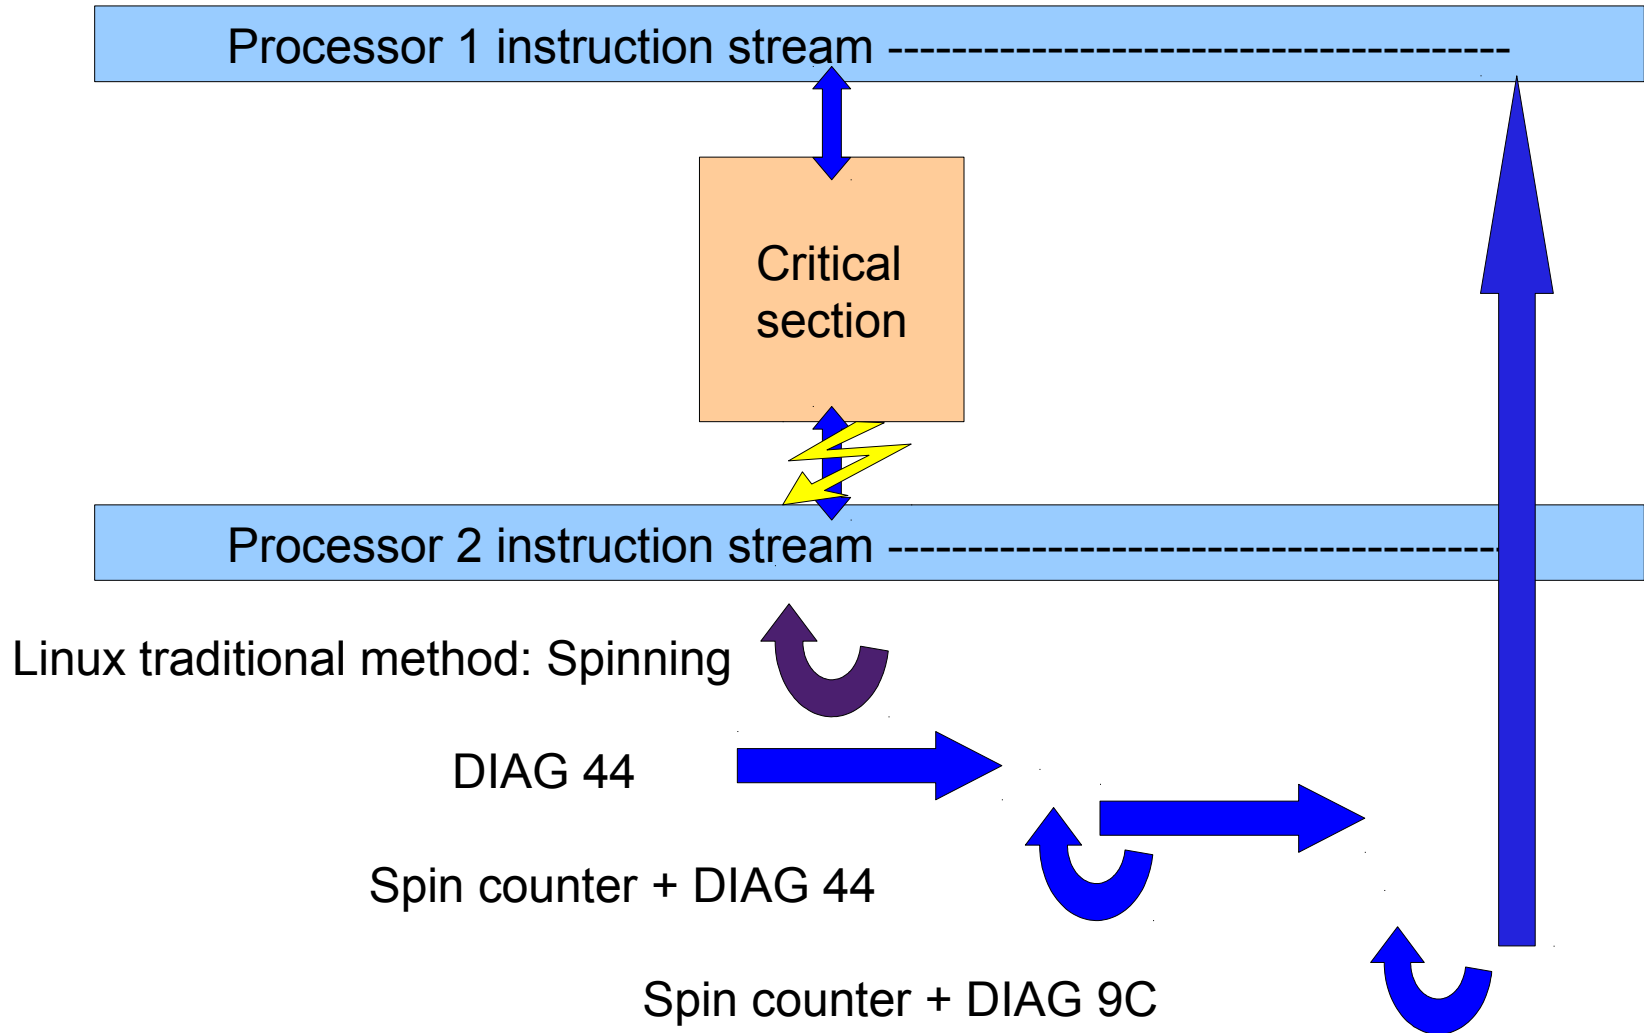 Processor 1 instruction stream ---------------------------------------
Critical
section
Processor 2 instruction stream ---------------------------------------
Linux traditional method: Spinning
DIAG 44
Spin counter + DIAG 44
Spin counter + DIAG 9C